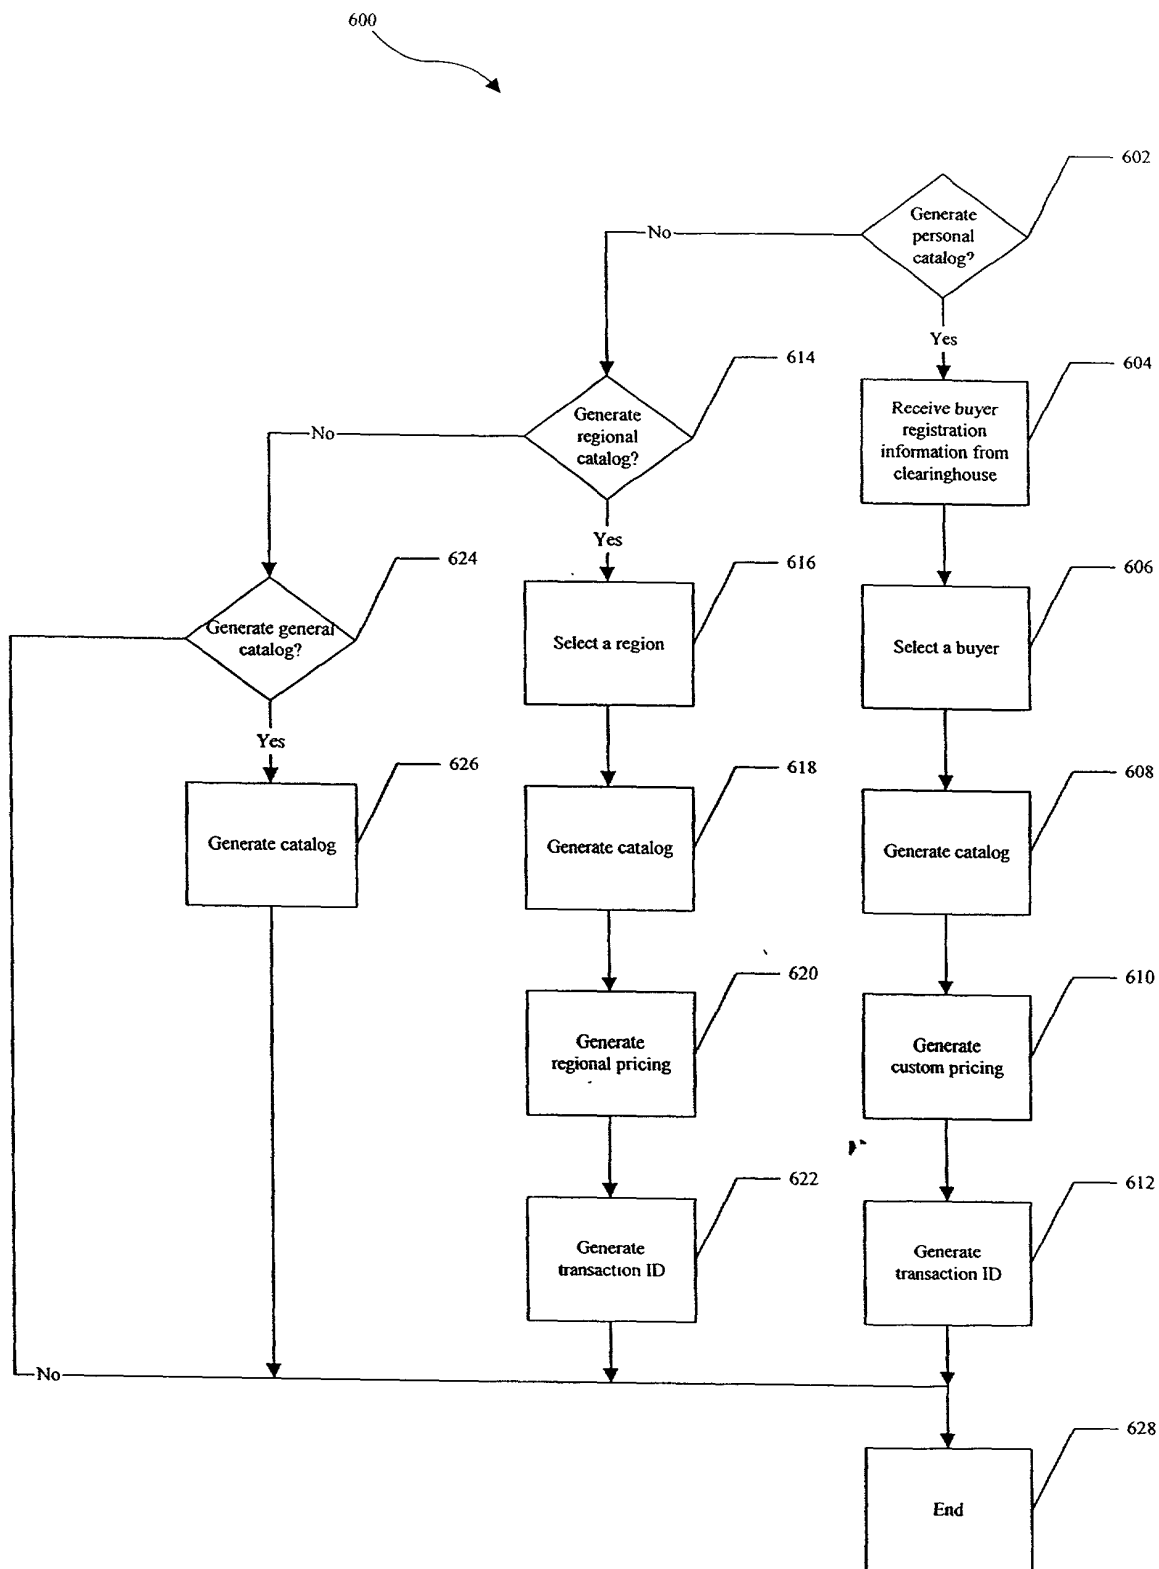 600
602
Generate
personal
catalog?
No
Yes
614
604
Generate
regional
catalog?
Receive buyer
registration
information from
clearinghouse
No
Yes
624
616
606
Generate general
catalog?
Select a region
Select a buyer
Yes
626
618
608
Generate catalog
Generate catalog
Generate catalog
620
610
Generate
regional pricing
Generate
custom pricing
622
612
Generate
transaction ID
Generate
transaction ID
No
628
End